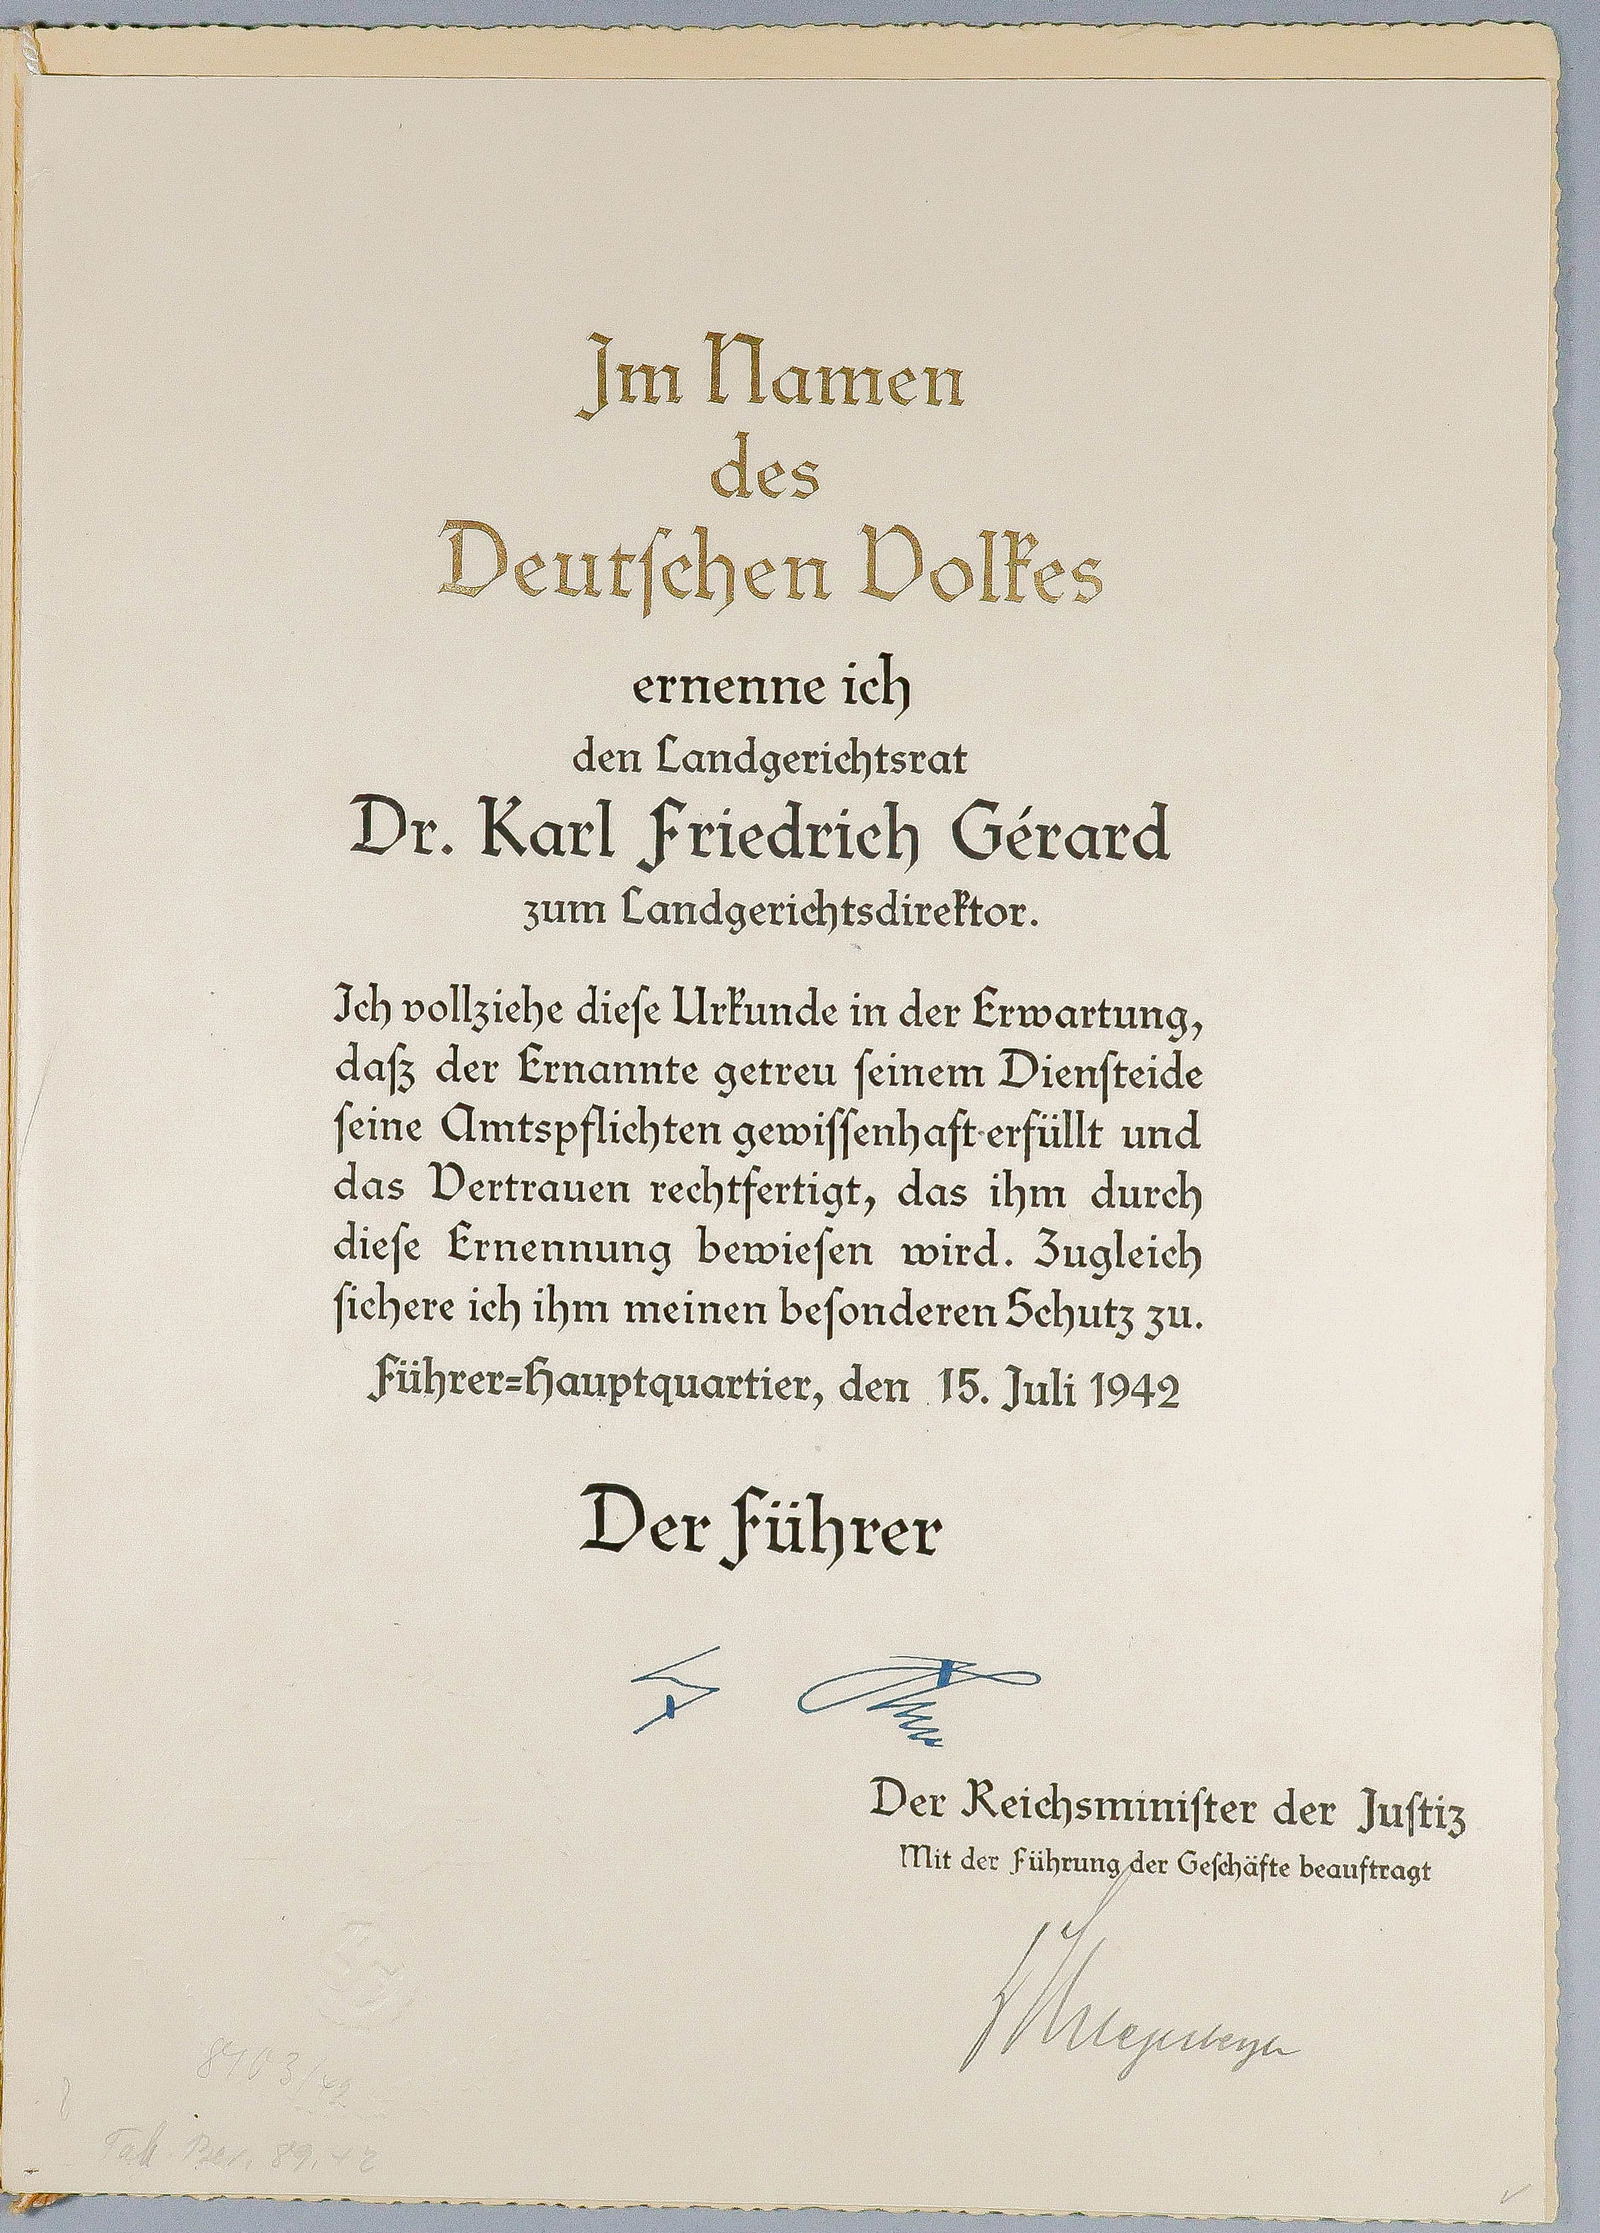 Im Namen
des
Deutſchen Volkes
ernenne ich
den Landgerichtsrat
Dr. Karl Friedrich Gérard
zum Landgerichtsdirektor.
Ich vollziehe dieſe Urkunde in der Erwartung,
daſz der Ernannte getreu ſeinem Dienſteide
ſeine Amtspflichten gewiſſenhaft erfüllt und
das Vertrauen rechtfertigt, das ihm durch
dieſe Ernennung bewieſen wird. Zugleich
ſichere ich ihm meinen beſonderen Schutz zu.
Führer=Hauptquartier, den 15. Juli 1942
Der Führer
Der Reichsminiſter der Juſtiz
Mit der Führung der Geſchäfte beauftragt
8403/42